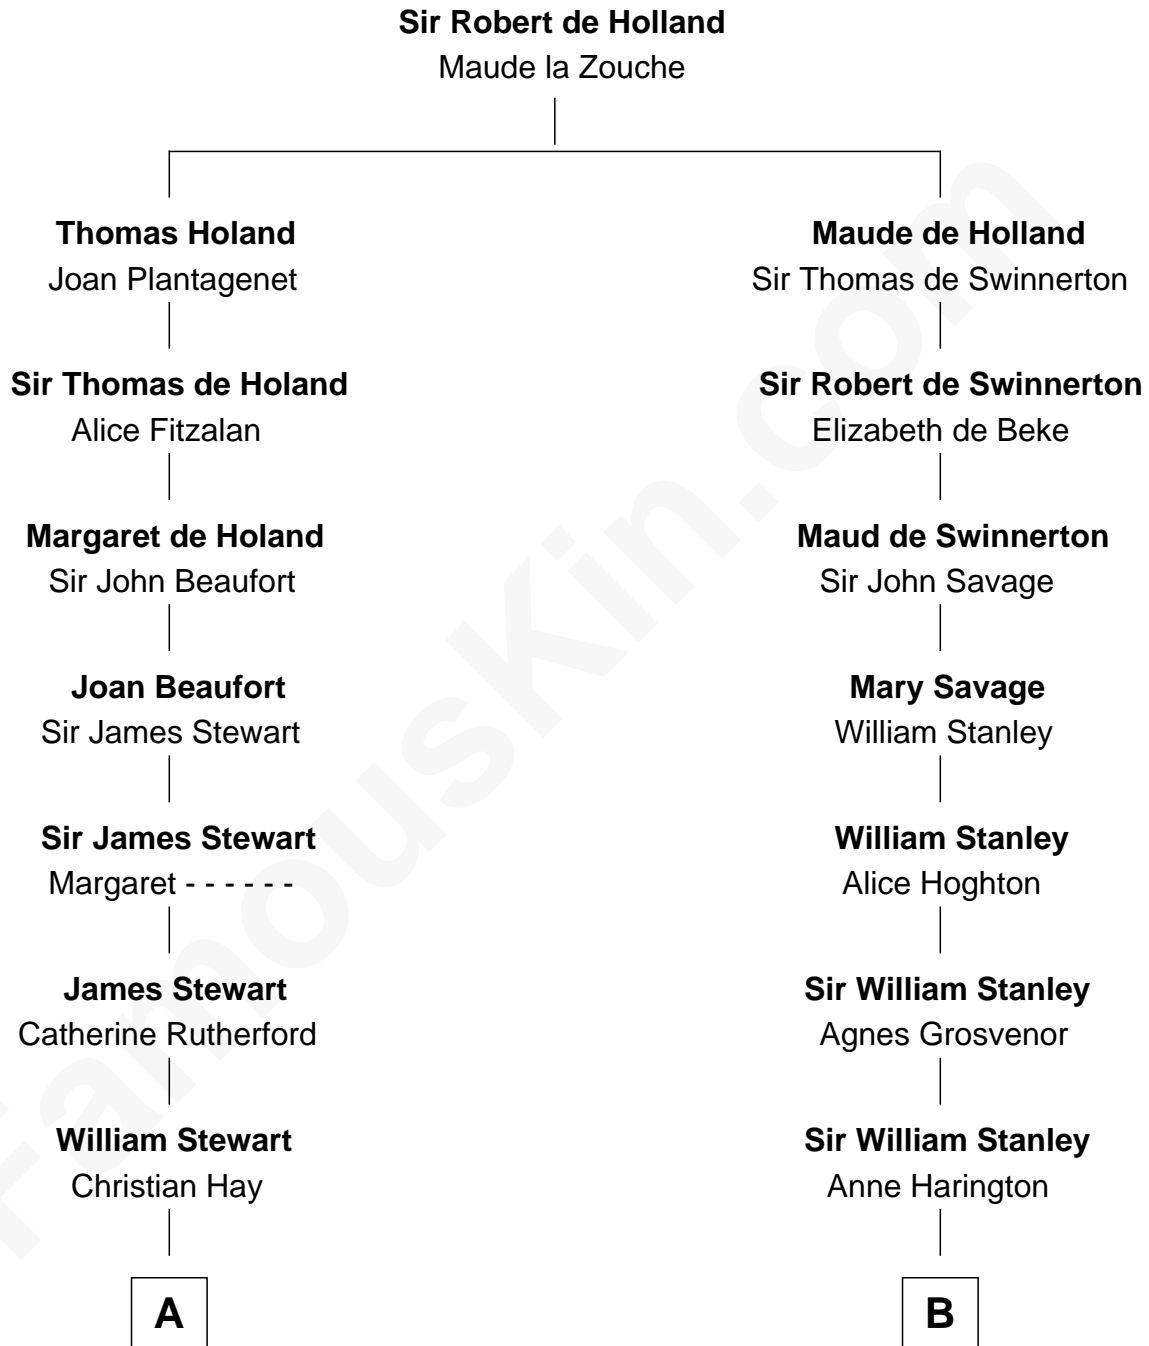 Sir Robert de Holland
Maude la Zouche
Thomas Holand
Joan Plantagenet
Maude de Holland
Sir Thomas de Swinnerton
Sir Thomas de Holand
Alice Fitzalan
Sir Robert de Swinnerton
Elizabeth de Beke
Margaret de Holand
Sir John Beaufort
Maud de Swinnerton
Sir John Savage
Joan Beaufort
Sir James Stewart
Mary Savage
William Stanley
Sir James Stewart
Margaret - - - - - -
William Stanley
Alice Hoghton
James Stewart
Catherine Rutherford
Sir William Stanley
Agnes Grosvenor
William Stewart
Christian Hay
Sir William Stanley
Anne Harington
A
B
FamousKin.com